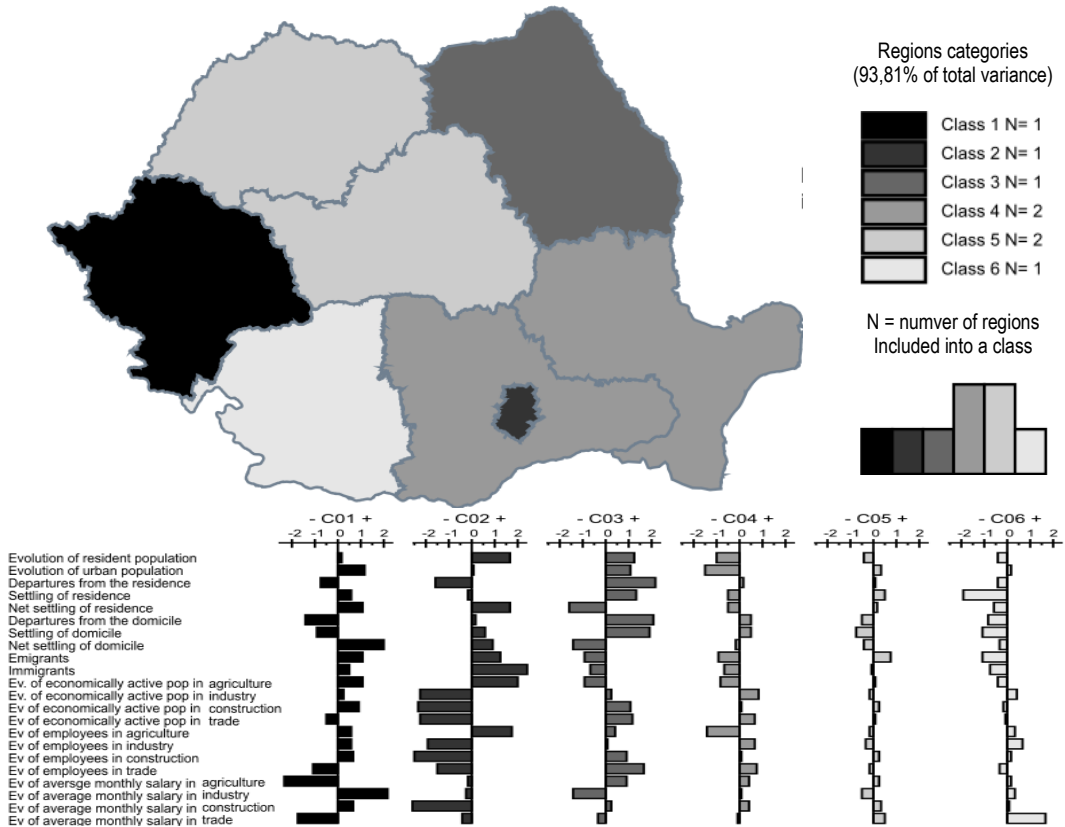 Regions categories
(93,81% of total variance)
Class 1 N= 1
Class 2 N= 1
Class 3 N= 1
Class 4 N= 2
Class 5 N= 2
Class 6 N= 1
N = numver of regions
Included into a class
- C01 + - C02 + - C03 + - C04 + - C05 + - C06 +
-2 -1 0 1 2 -2 -1 0 1 2 -2 -1 0 1 2 -2 -1 0 1 2 -2 -1 0 1 2 -2 -1 0 1 2
Evolution of resident population
Evolution of urban population
Departures from the residence
Settling of residence
Net settling of residence
Departures from the domicile
Settling of domicile
Net settling of domicile
Emigrants
Immigrants
Ev. of economically active pop in agriculture
Ev. of economically active pop in industry
Ev of economically active pop in construction
Ev of economically active pop in trade
Ev of employees in agriculture
Ev of employees in industry
Ev of employees in construction
Ev of employees in trade
Ev of aversge monthly salary in agriculture
Ev of average monthly salary in industry
Ev of average monthly salary in construction
Ev of average monthly salary in trade